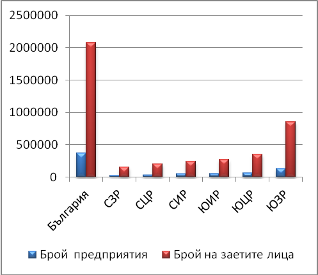 2500000
2000000
1500000
1000000
500000
0
България
СЗР
СЦР
СИР
ЮИР
ЮЦР
ЮЗР
Брой предприятия
Брой на заетите лица